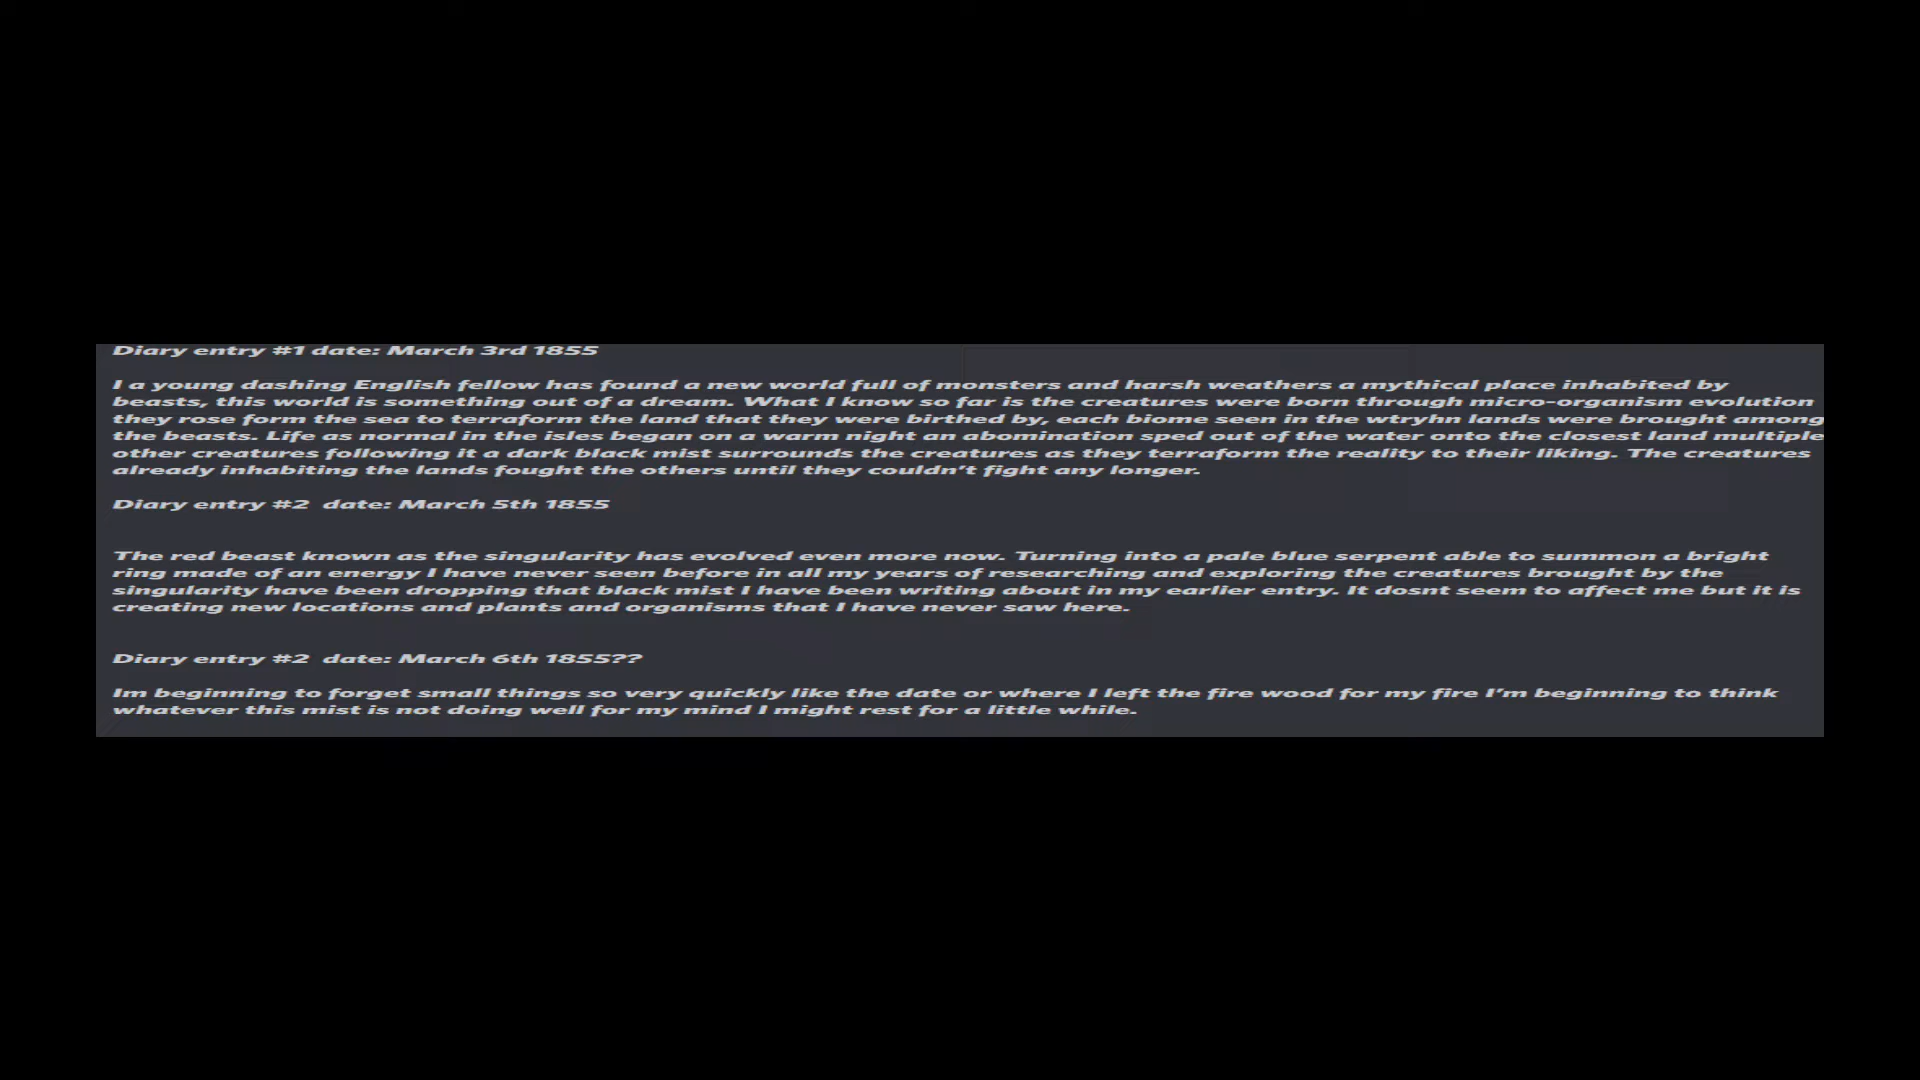 Diary entry #1 date: March 3rd 1855
I a young dashing English fellow has found a new world full of monsters and harsh weathers a mythical place inhabited by
beasts, this world is something out of a dream. What I know so far is the creatures were born through micro-organism evolution
they rose form the sea to terraform the land that they were birthed by, each biome seen in the wtryhn lands were brought among
the beasts. Life as normal in the isles began on a warm night an abomination sped out of the water onto the closest land multiple
other creatures following it a dark black mist surrounds the creatures as they terraform the reality to their liking. The creatures
already inhabiting the lands fought the others until they couldn't fight any longer.
Diary entry #2  date: March 5th 1855
The red beast known as the singularity has evolved even more now. Turning into a pale blue serpent able to summon a bright
ring made of an energy I have never seen before in all my years of researching and exploring the creatures brought by the
singularity have been dropping that black mist I have been writing about in my earlier entry. It dosnt seem to affect me but it is
creating new locations and plants and organisms that I have never saw here.
Diary entry #2  date: March 6th 1855??
Im beginning to forget small things so very quickly like the date or where I left the fire wood for my fire I'm beginning to think
whatever this mist is not doing well for my mind I might rest for a little while.